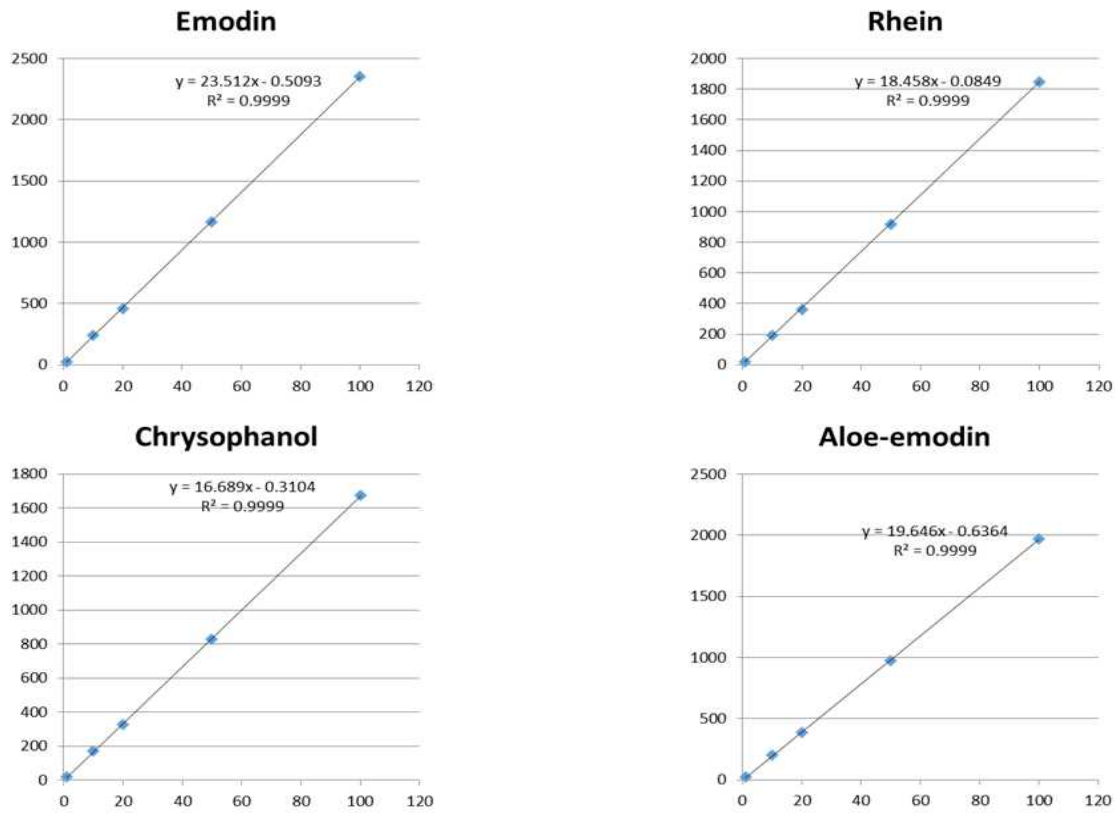 Emodin
2500
2000
1500
1000
500
0
y = 23.512x - 0.5093
R² = 0.9999
0 20 40 60 80 100 120
Rhein
2000
1800
1600
1400
1200
1000
800
600
400
200
0
y = 18.458x - 0.0849
R² = 0.9999
0 20 40 60 80 100 120
Chrysophanol
1800
1600
1400
1200
1000
800
600
400
200
0
y = 16.689x - 0.3104
R² = 0.9999
0 20 40 60 80 100 120
Aloe-emodin
2500
2000
1500
1000
500
0
y = 19.646x - 0.6364
R² = 0.9999
0 20 40 60 80 100 120